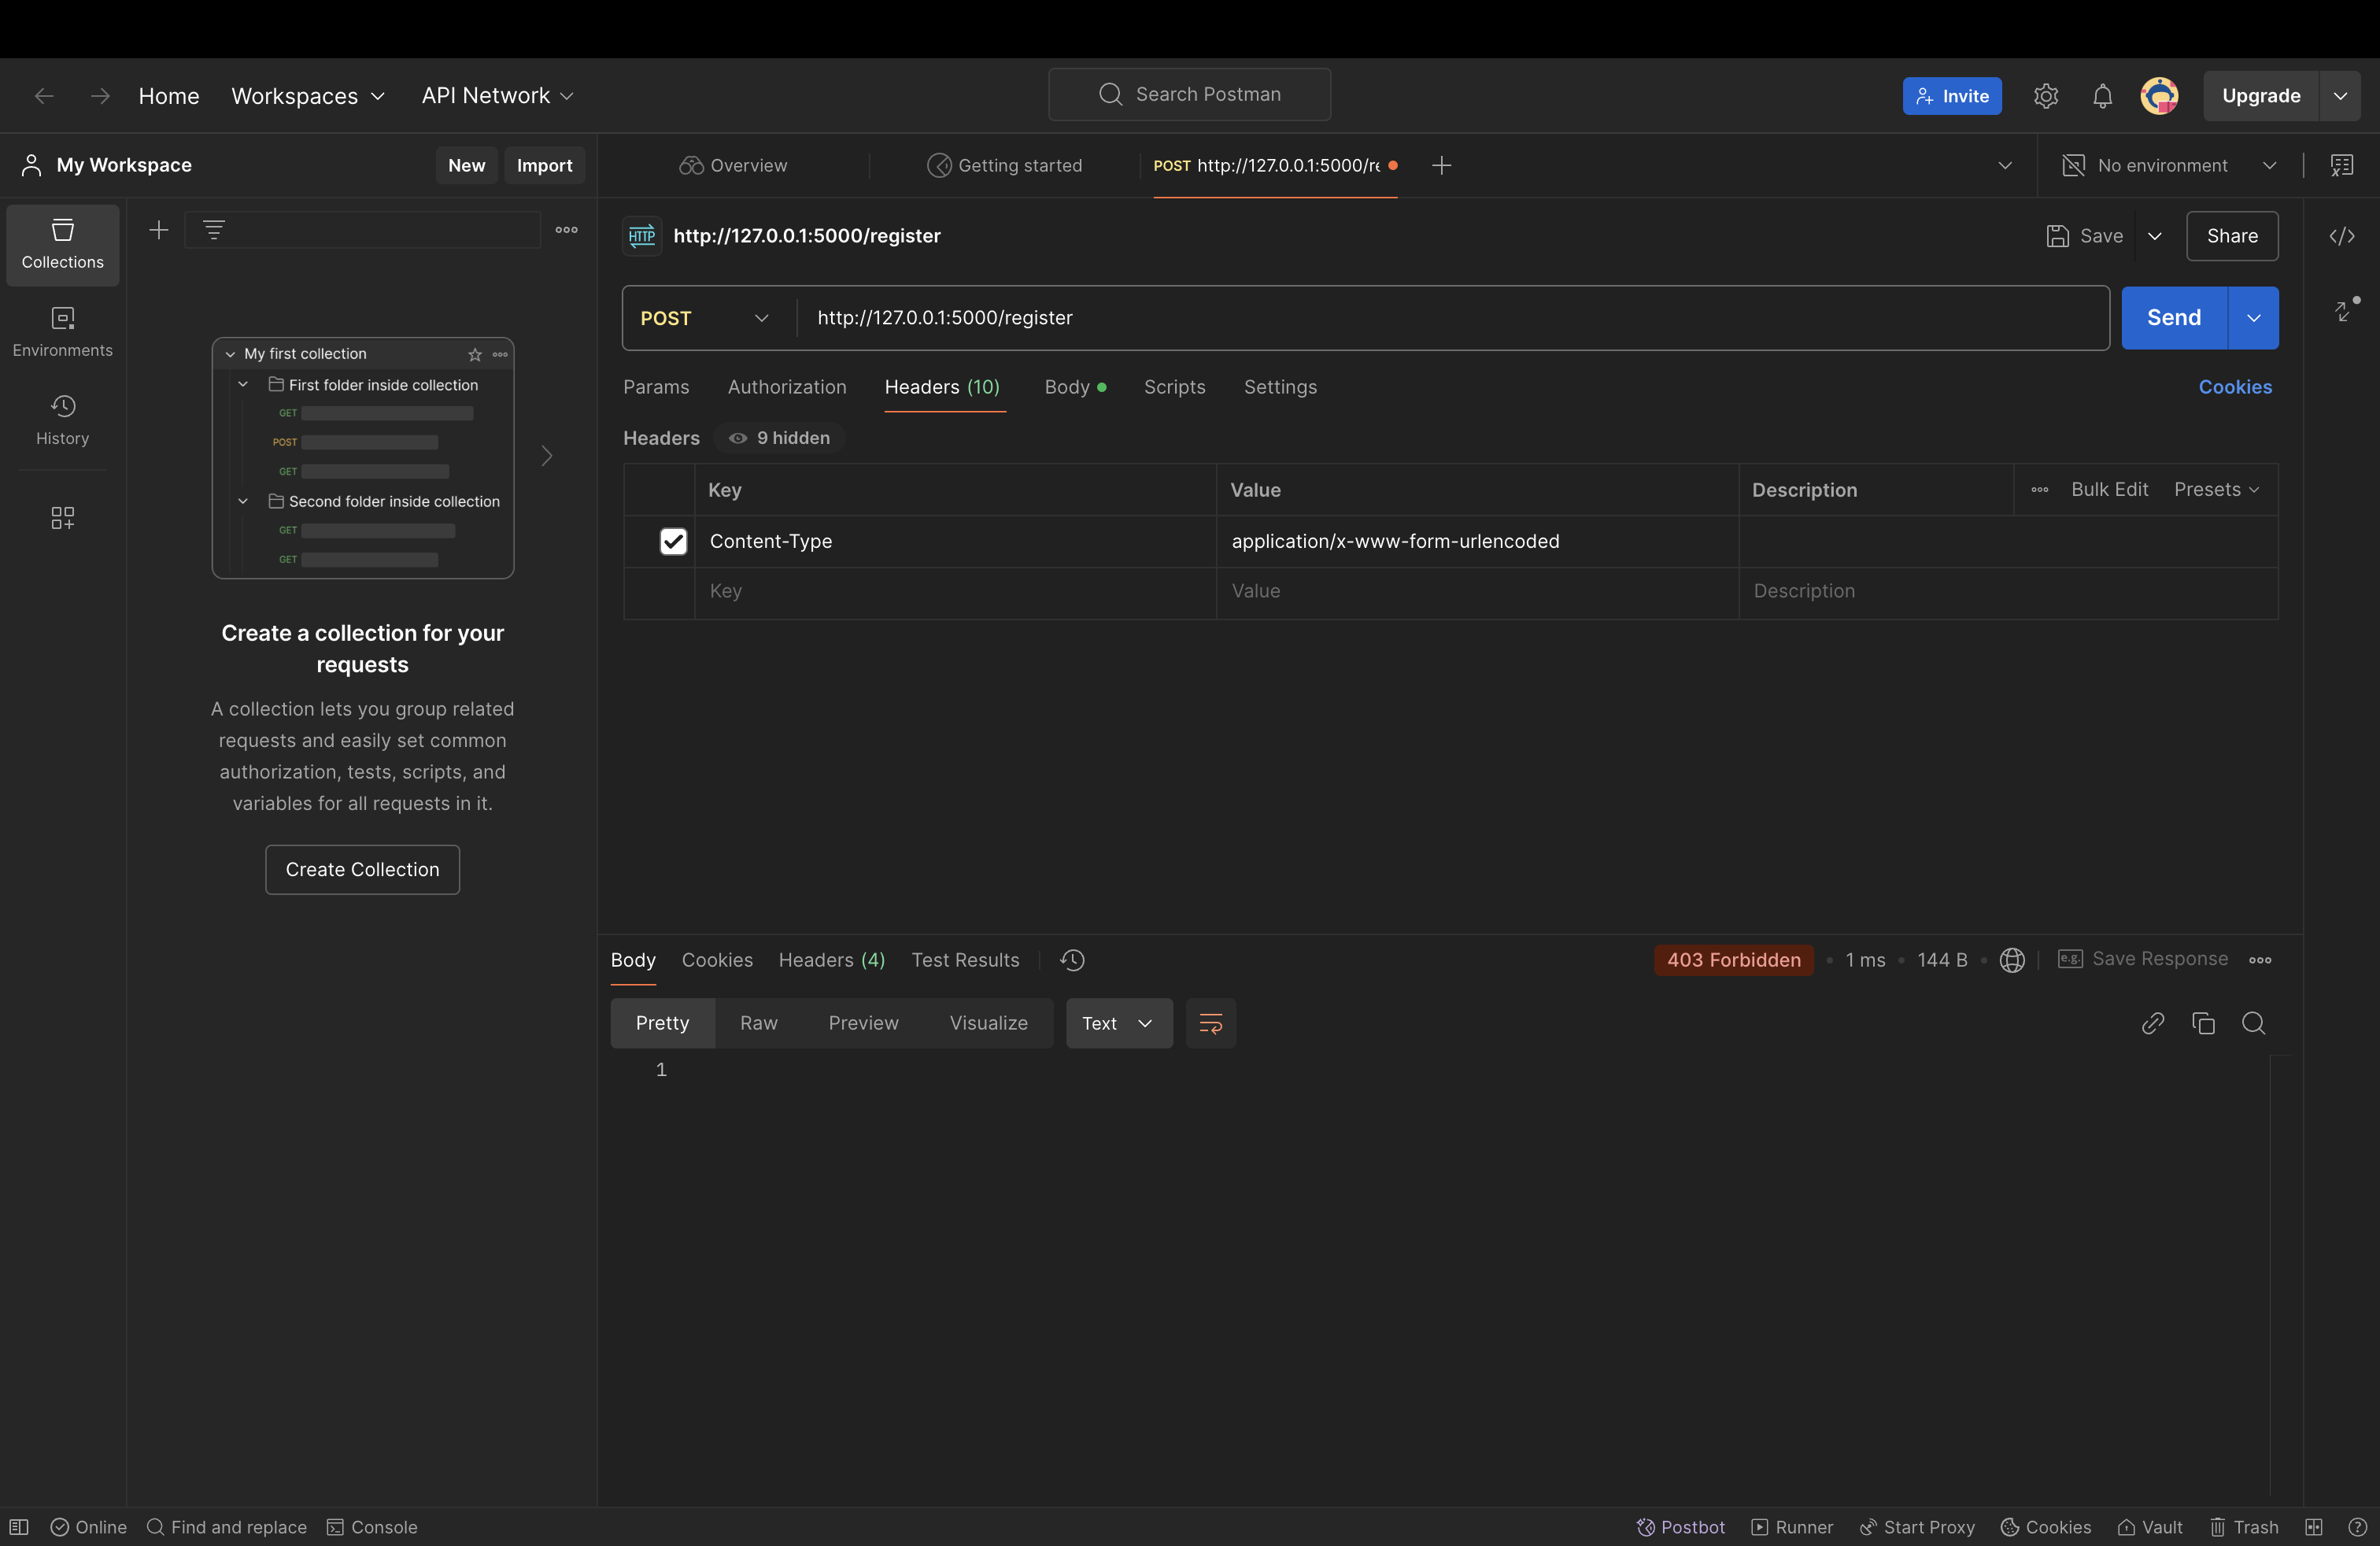 Home Workspaces API Network Search Postman Invite Upgrade
My Workspace New Import
Overview Getting started POST http://127.0.0.1:5000/re No environment
Collections
Environments
History
My first collection
First folder inside collection
GET
POST
GET
Second folder inside collection
GET
GET
Create a collection for your
requests
A collection lets you group related
requests and easily set common
authorization, tests, scripts, and
variables for all requests in it.
Create Collection
HTTP http://127.0.0.1:5000/register Save Share
POST http://127.0.0.1:5000/register Send
Params Authorization Headers (10) Body Scripts Settings Cookies
Headers 9 hidden
Key Value Description Bulk Edit Presets
Content-Type application/x-www-form-urlencoded
Key Value Description
Body Cookies Headers (4) Test Results 403 Forbidden 1 ms 144 B e.g. Save Response
Pretty Raw Preview Visualize Text
1
Online Find and replace Console Postbot Runner Start Proxy Cookies Vault Trash